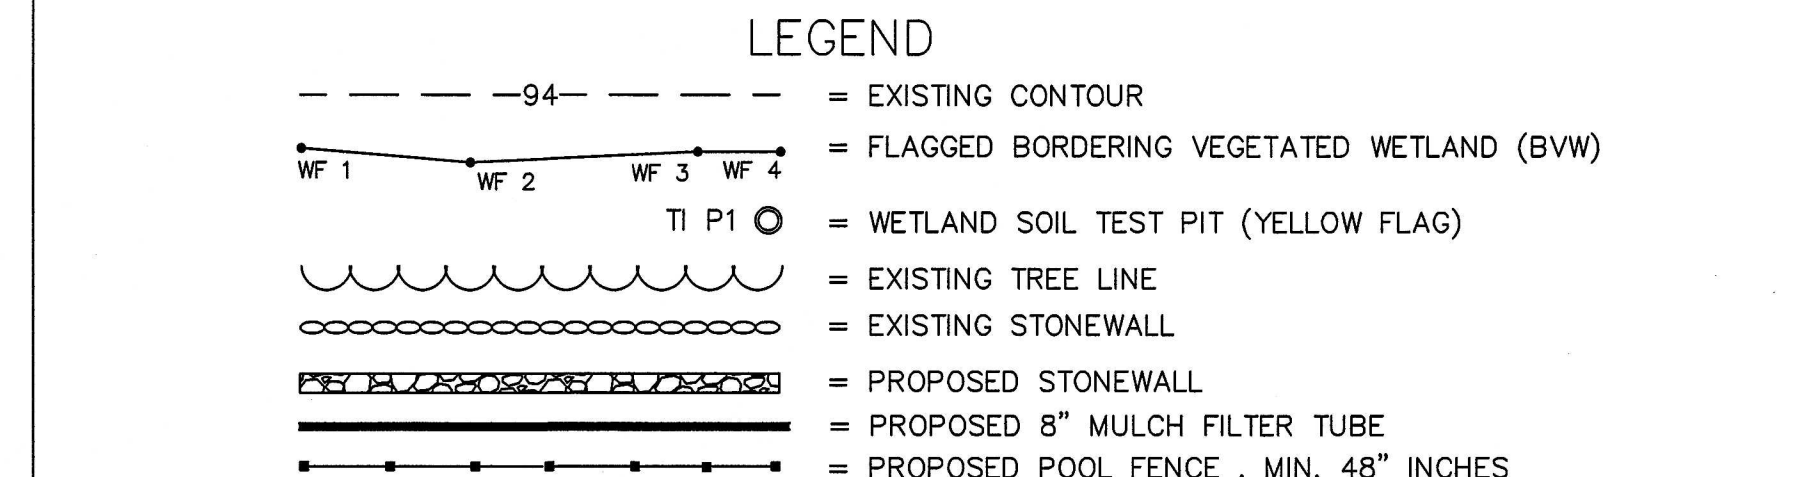 LEGEND
94 = EXISTING CONTOUR
WF 1 WF 2 WF 3 WF 4 = FLAGGED BORDERING VEGETATED WETLAND (BVW)
TI P1 = WETLAND SOIL TEST PIT (YELLOW FLAG)
= EXISTING TREE LINE
= EXISTING STONEWALL
= PROPOSED STONEWALL
= PROPOSED 8" MULCH FILTER TUBE
= PROPOSED POOL FENCE . MIN. 48" INCHES